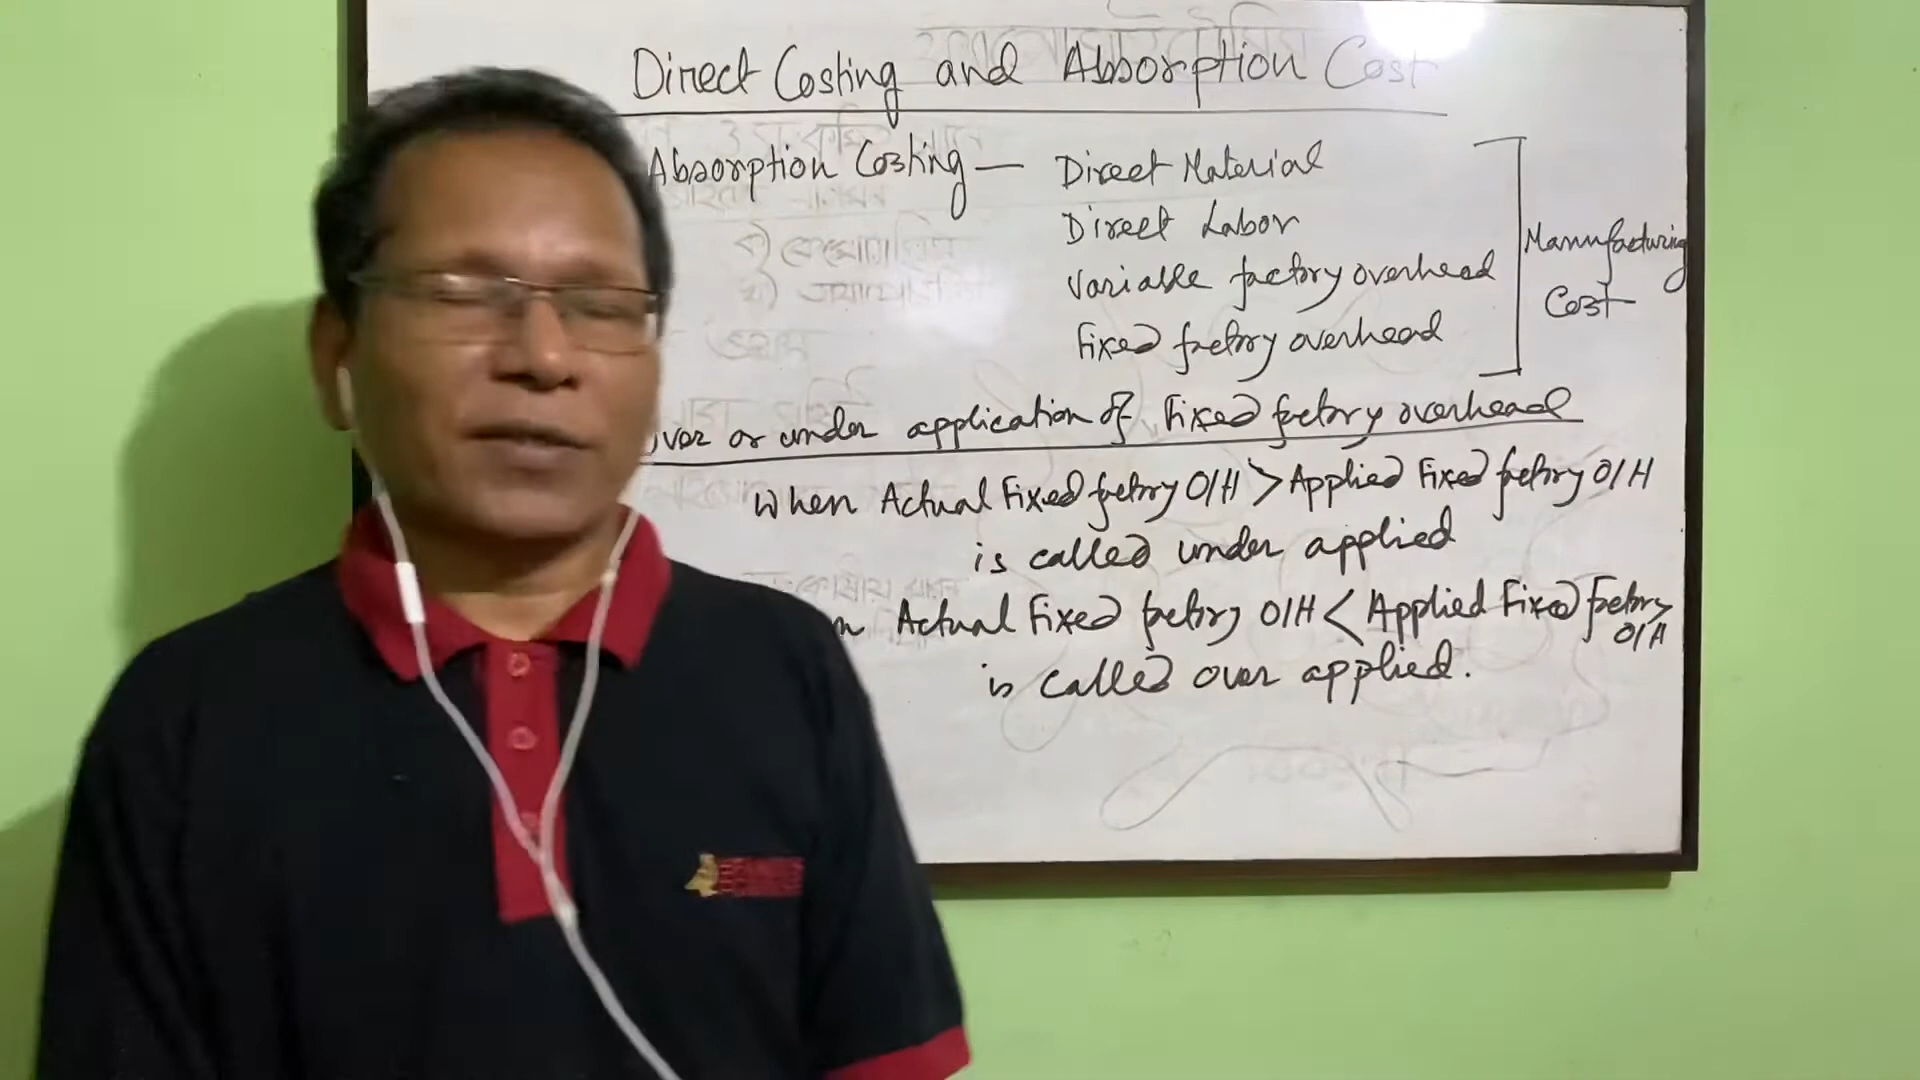 Direct Costing and Absorption Cost
Absorption Costing — Direct Material
Direct Labor
Variable factory overhead
Fixed factory overhead
Manufacturing
Cost
or under application of Fixed factory overhead
When Actual Fixed factory O/H > Applied Fixed factory O/H
is called under applied
Actual Fixed factory O/H < Applied Fixed factory
O/H
is called over applied.